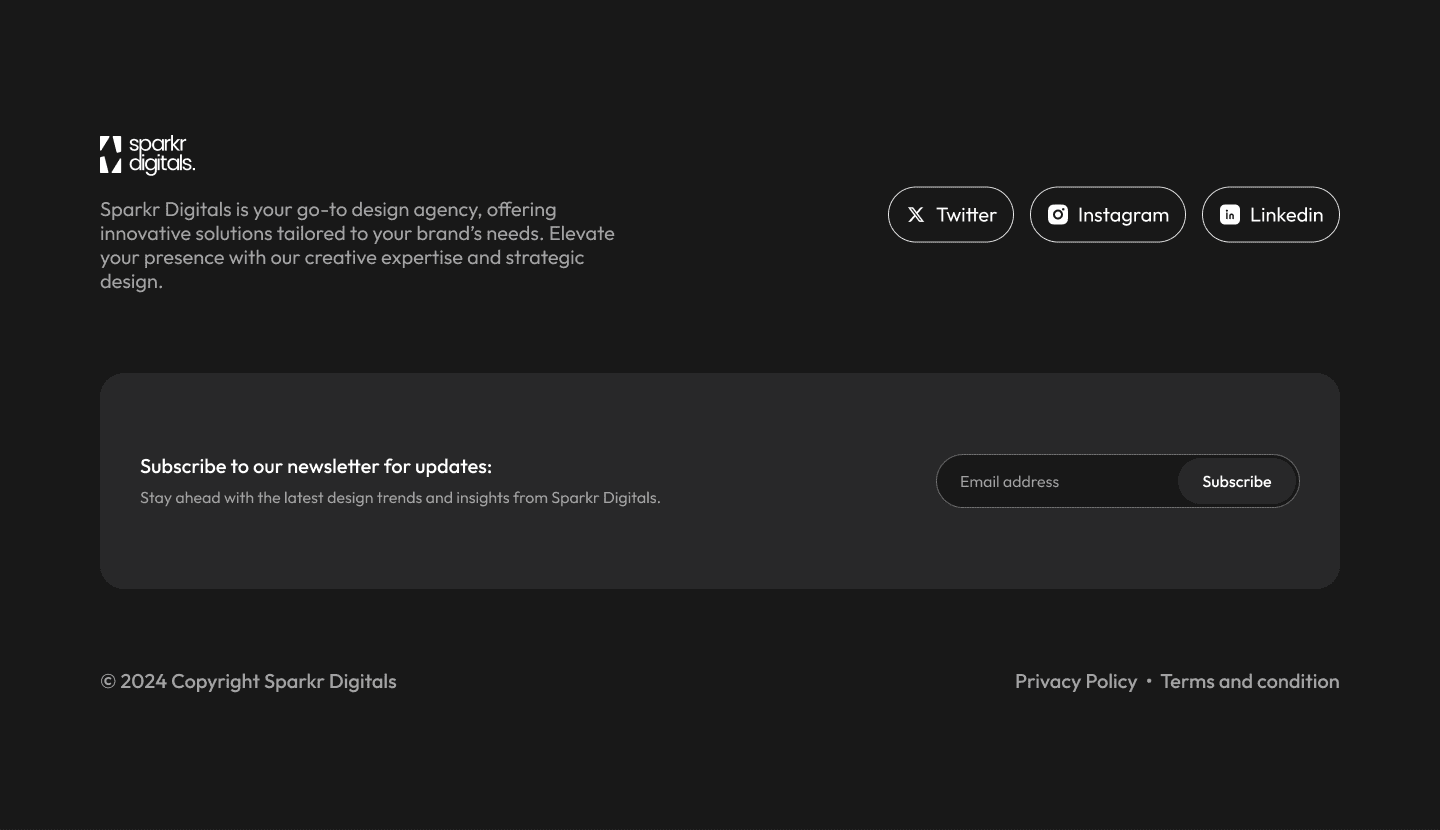 sparkr
digitals.
Sparkr Digitals is your go-to design agency, offering
innovative solutions tailored to your brand’s needs. Elevate
your presence with our creative expertise and strategic
design.
Twitter
Instagram
Linkedin
Subscribe to our newsletter for updates:
Stay ahead with the latest design trends and insights from Sparkr Digitals.
Email address
Subscribe
© 2024 Copyright Sparkr Digitals
Privacy Policy • Terms and condition